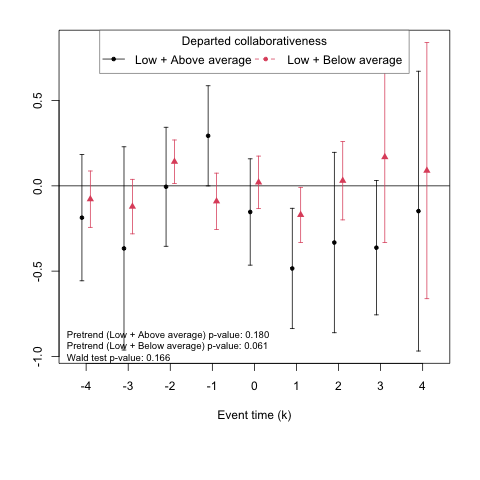 Departed collaborativeness
Low + Above average Low + Below average
0.5
0.0
-0.5
-1.0
Pretrend (Low + Above average) p-value: 0.180
Pretrend (Low + Below average) p-value: 0.061
Wald test p-value: 0.166
-4 -3 -2 -1 0 1 2 3 4
Event time (k)